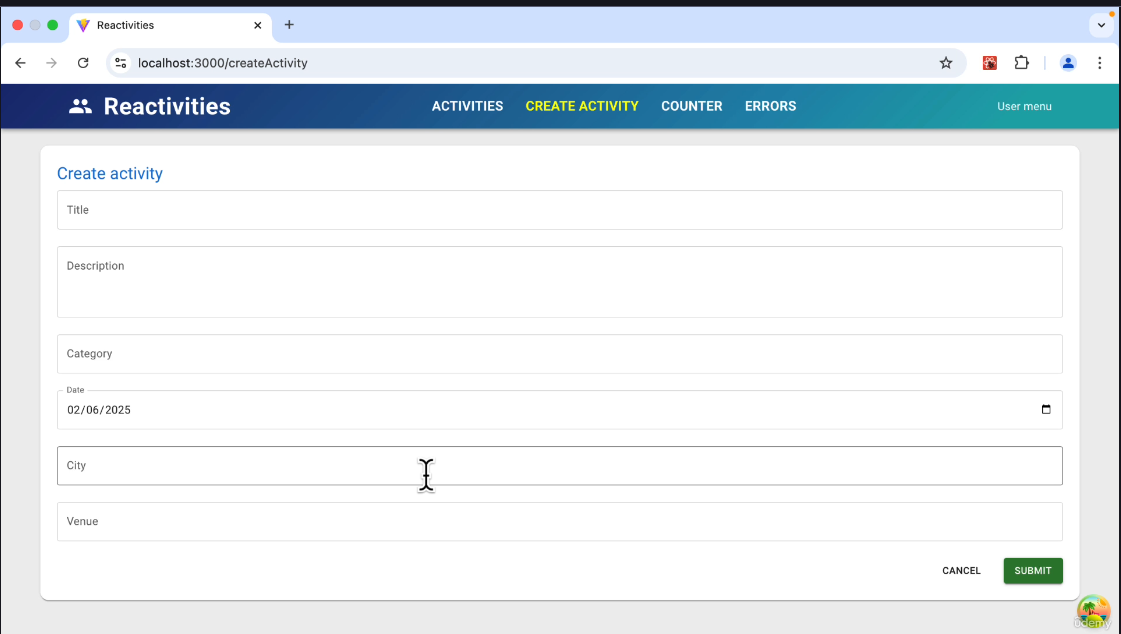 Reactivities
localhost:3000/createActivity
Reactivities
ACTIVITIES
CREATE ACTIVITY
COUNTER
ERRORS
User menu
Create activity
Title
Description
Category
Date
02/06/2025
City
Venue
CANCEL
SUBMIT